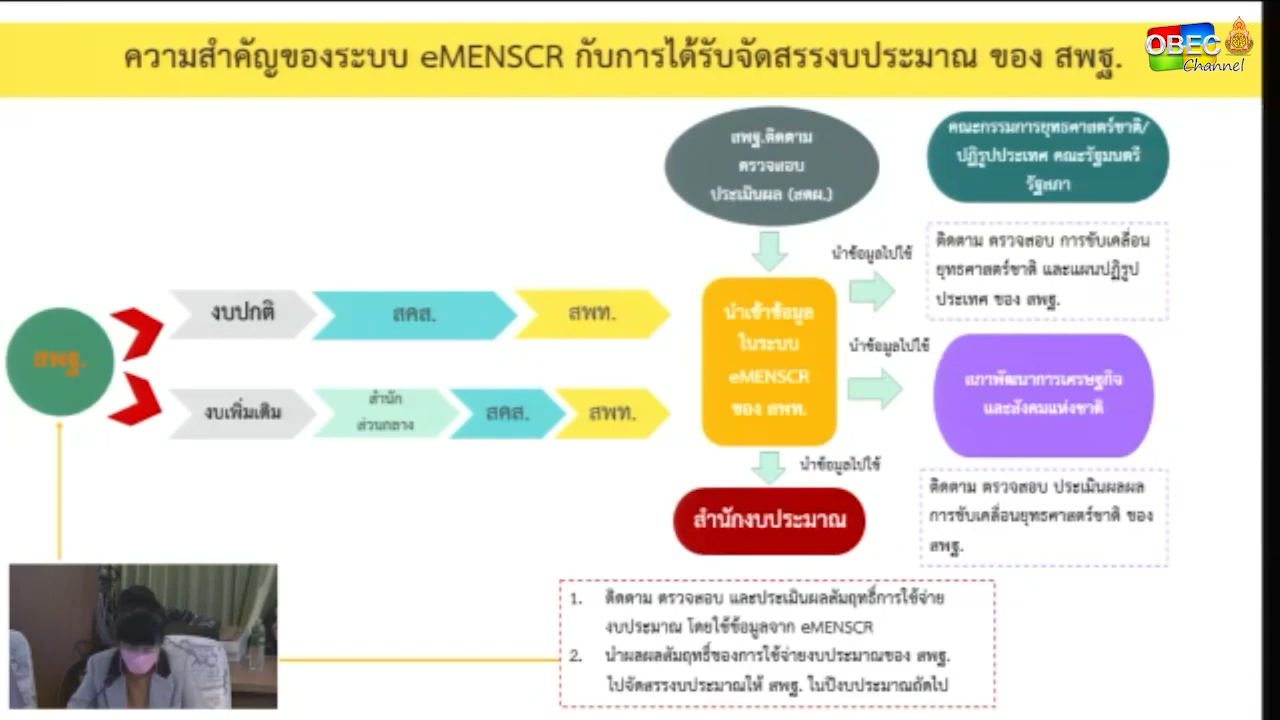 ความสำคัญของระบบ eMENSCR กับการได้รับจัดสรรงบประมาณ ของ สพฐ.
OBEC
Channel
สพฐ.ติดตาม
ตรวจสอบ
ประเมินผล (สตผ.)
คณะกรรมการยุทธศาสตร์ชาติ/
ปฏิรูปประเทศ คณะรัฐมนตรี
รัฐสภา
นำข้อมูลไปใช้
ติดตาม ตรวจสอบ การขับเคลื่อน
ยุทธศาสตร์ชาติ และแผนปฏิรูป
ประเทศ ของ สพฐ.
สพฐ.
งบปกติ
สคส.
สพท.
นำเข้าข้อมูล
ในระบบ
eMENSCR
ของ สพท.
นำข้อมูลไปใช้
สภาพัฒนาการเศรษฐกิจ
และสังคมแห่งชาติ
งบเพิ่มเติม
สำนัก
ส่วนกลาง
สคส.
สพท.
นำข้อมูลไปใช้
สำนักงบประมาณ
ติดตาม ตรวจสอบ ประเมินผลผล
การขับเคลื่อนยุทธศาสตร์ชาติ ของ
สพฐ.
1. ติดตาม ตรวจสอบ และประเมินผลสัมฤทธิ์การใช้จ่าย
งบประมาณ โดยใช้ข้อมูลจาก eMENSCR
2. นำผลผลสัมฤทธิ์ของการใช้จ่ายงบประมาณของ สพฐ.
ไปจัดสรรงบประมาณให้ สพฐ. ในปีงบประมาณถัดไป